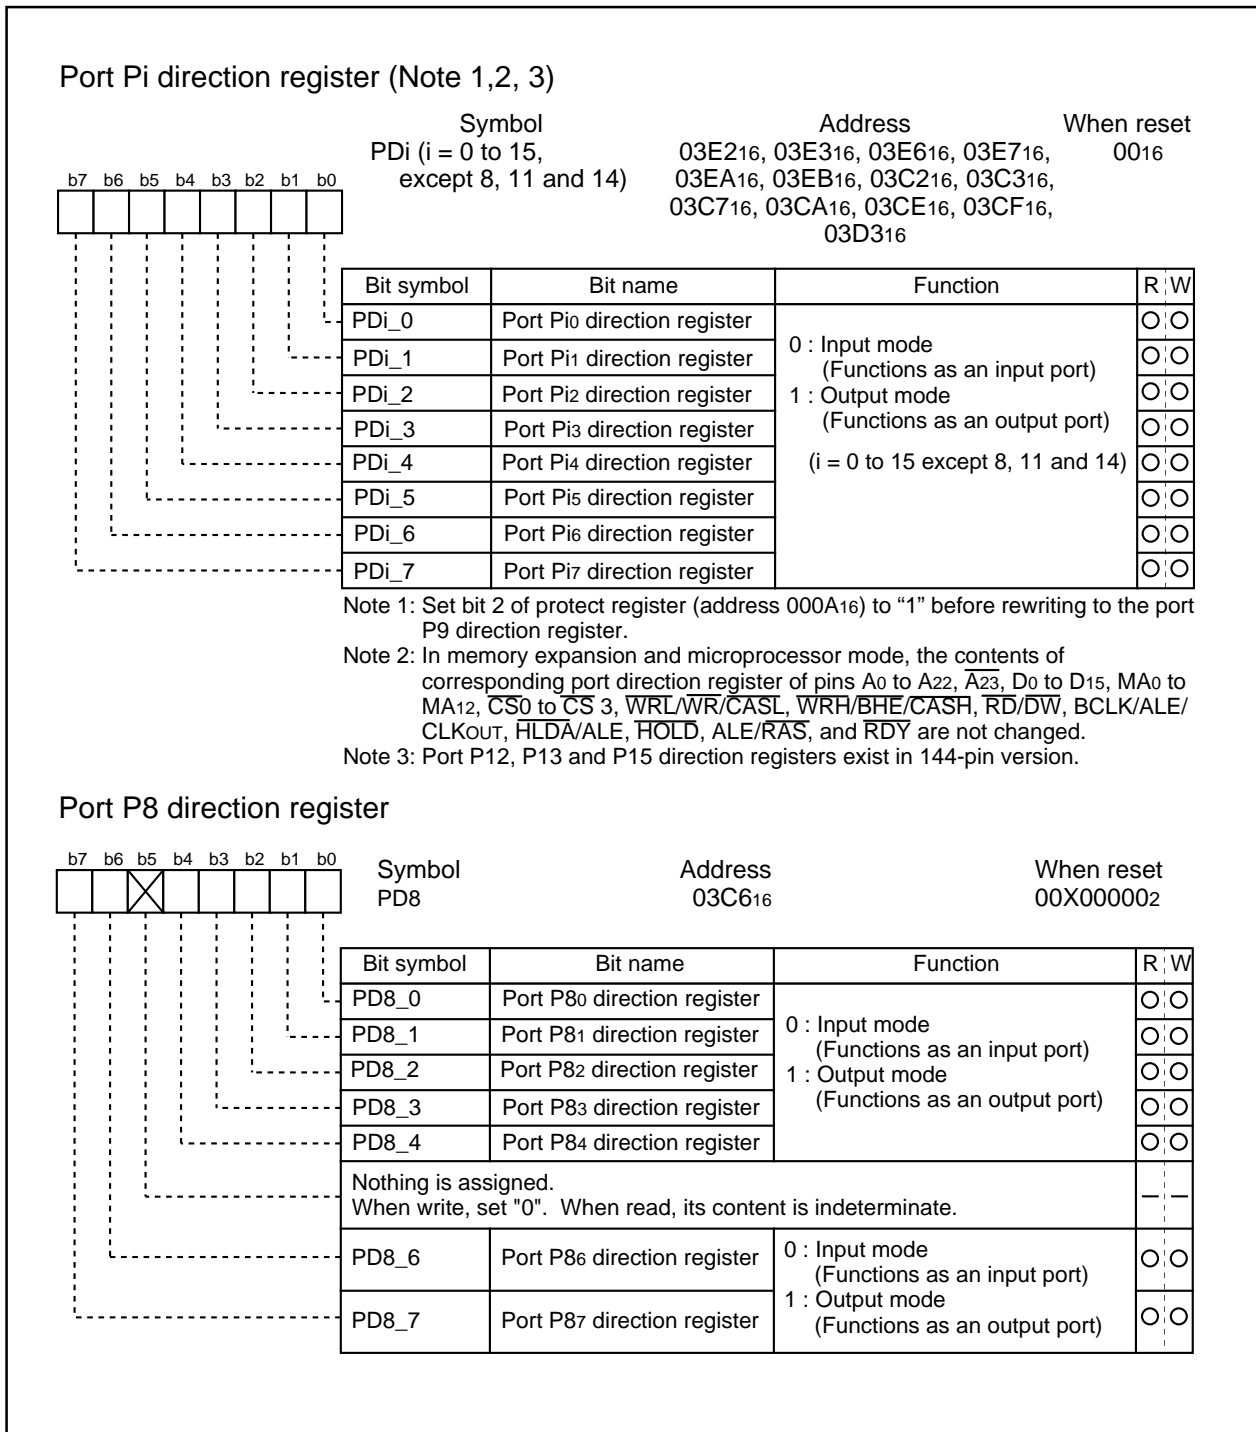 Port Pi direction register (Note 1,2, 3)
Symbol Address When reset
PDi (i = 0 to 15, 03E216, 03E316, 03E616, 03E716, 0016
except 8, 11 and 14) 03EA16, 03EB16, 03C216, 03C316,
03C716, 03CA16, 03CE16, 03CF16,
03D316
b7 b6 b5 b4 b3 b2 b1 b0
Bit symbol Bit name Function R W
PDi_0 Port Pi0 direction register
PDi_1 Port Pi1 direction register
PDi_2 Port Pi2 direction register
PDi_3 Port Pi3 direction register
PDi_4 Port Pi4 direction register
PDi_5 Port Pi5 direction register
PDi_6 Port Pi6 direction register
PDi_7 Port Pi7 direction register
0 : Input mode
(Functions as an input port)
1 : Output mode
(Functions as an output port)
(i = 0 to 15 except 8, 11 and 14)
Note 1: Set bit 2 of protect register (address 000A16) to “1” before rewriting to the port
P9 direction register.
Note 2: In memory expansion and microprocessor mode, the contents of
corresponding port direction register of pins A0 to A22, A23, D0 to D15, MA0 to
MA12, CS0 to CS 3, WRL/WR/CASL, WRH/BHE/CASH, RD/DW, BCLK/ALE/
CLKOUT, HLDA/ALE, HOLD, ALE/RAS, and RDY are not changed.
Note 3: Port P12, P13 and P15 direction registers exist in 144-pin version.
Port P8 direction register
b7 b6 b5 b4 b3 b2 b1 b0
Symbol Address When reset
PD8 03C616 00X000002
Bit symbol Bit name Function R W
PD8_0 Port P80 direction register
PD8_1 Port P81 direction register
PD8_2 Port P82 direction register
PD8_3 Port P83 direction register
PD8_4 Port P84 direction register
0 : Input mode
(Functions as an input port)
1 : Output mode
(Functions as an output port)
Nothing is assigned.
When write, set "0". When read, its content is indeterminate.
PD8_6 Port P86 direction register
PD8_7 Port P87 direction register
0 : Input mode
(Functions as an input port)
1 : Output mode
(Functions as an output port)